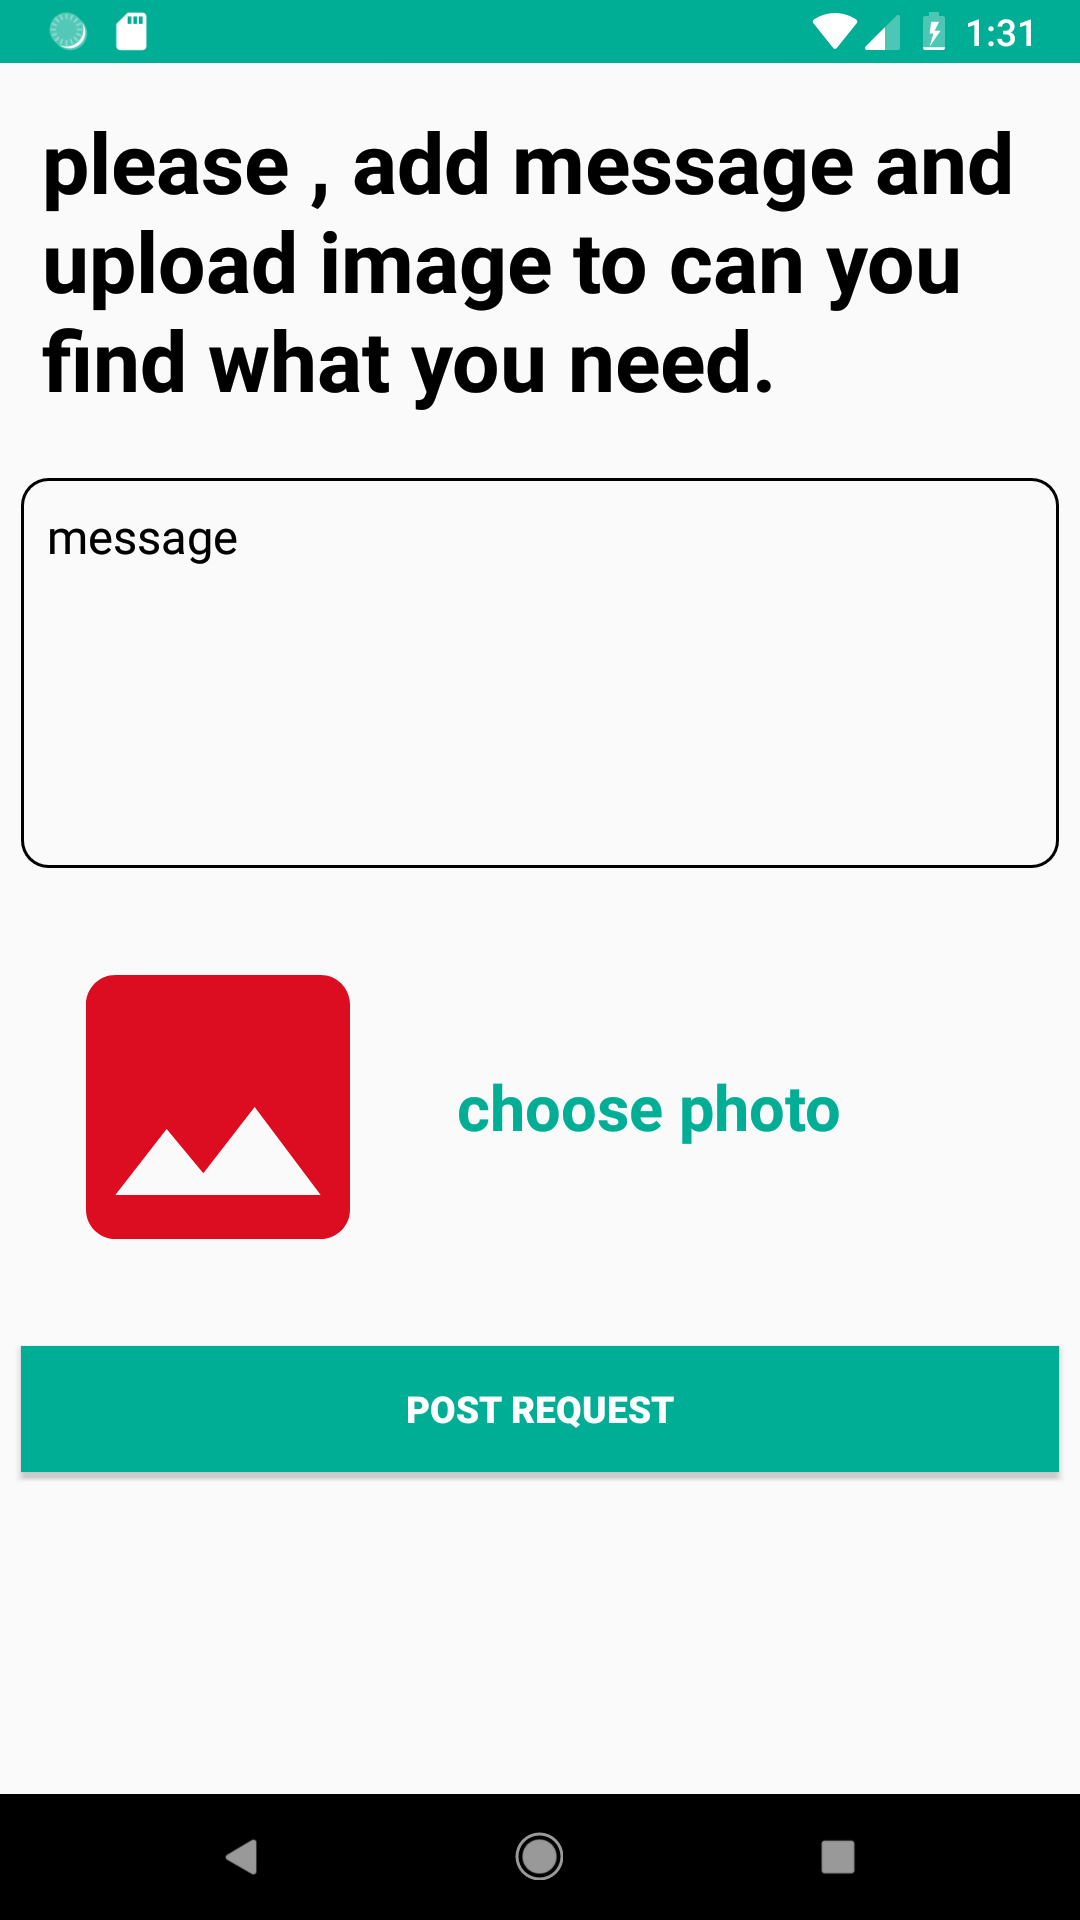 1:31
please , add message and
upload image to can you
find what you need.
message
choose photo
POST REQUEST